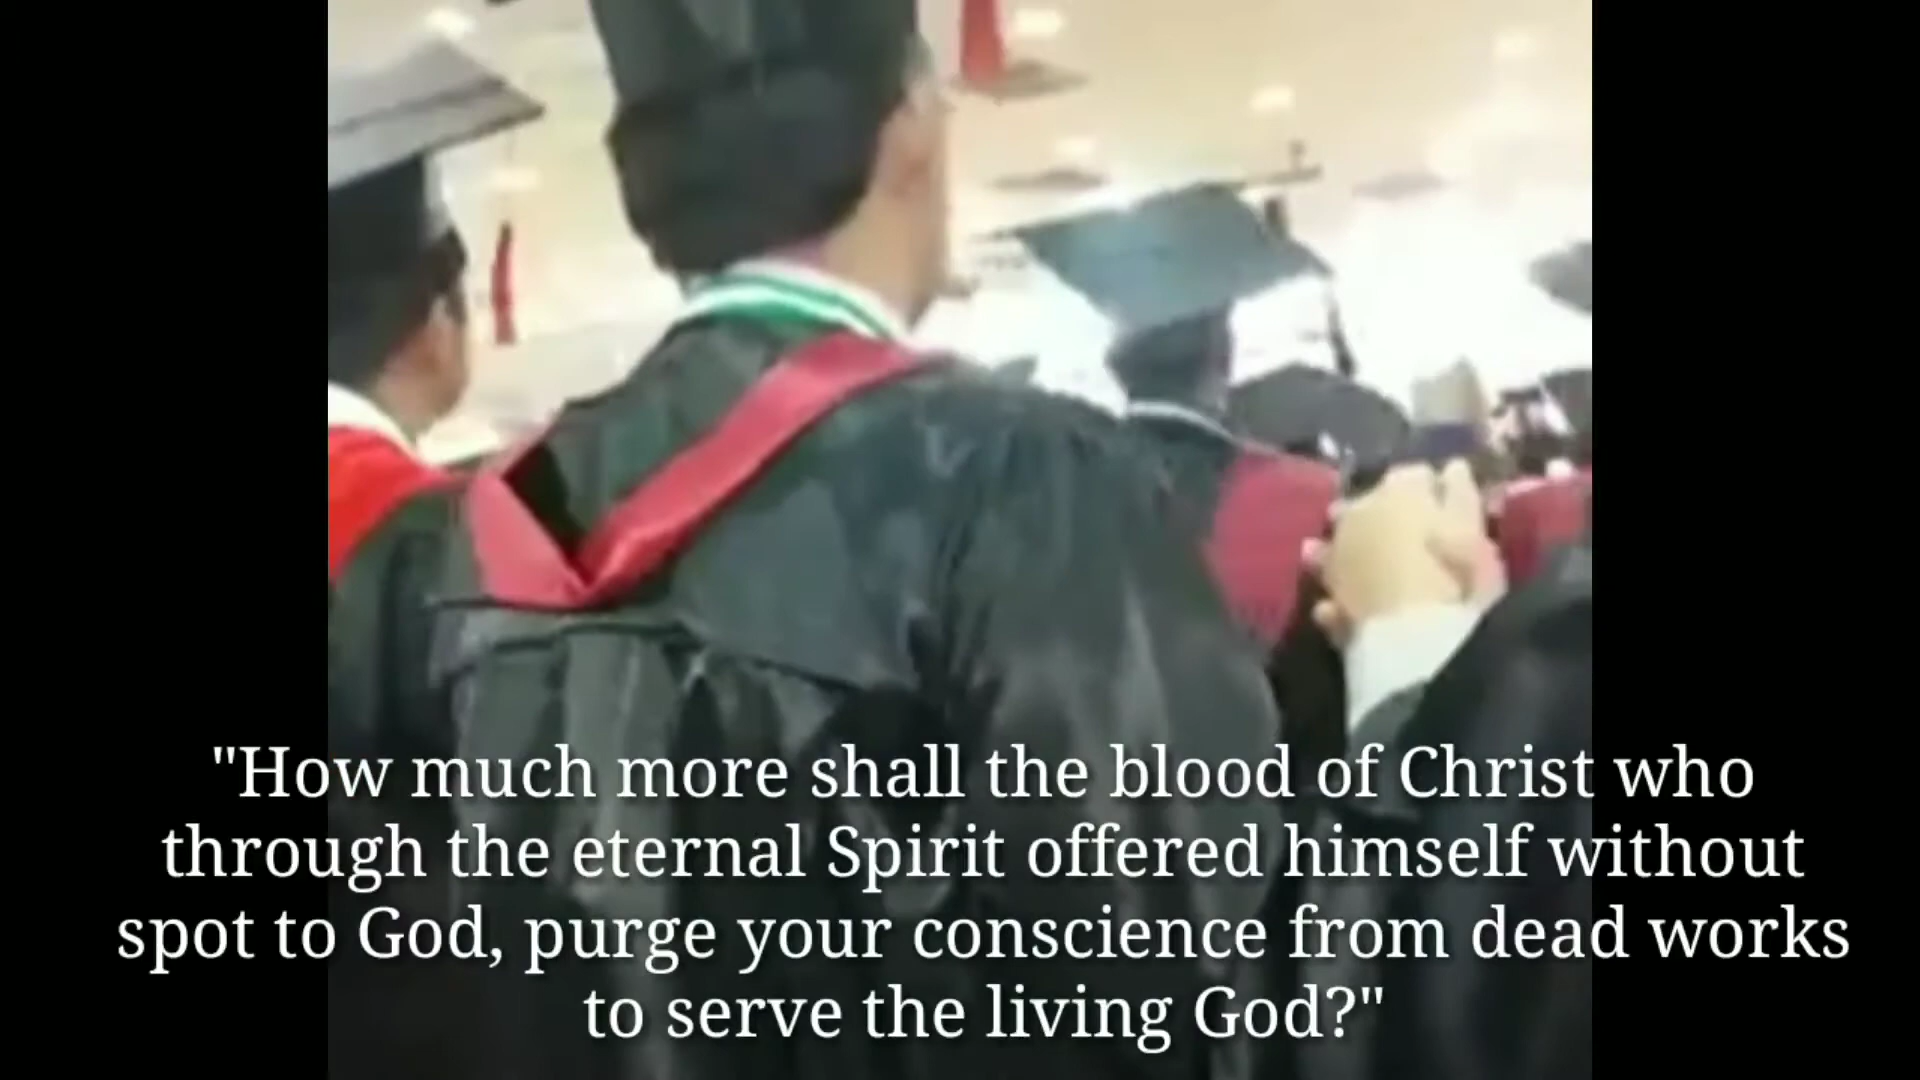 "How much more shall the blood of Christ who
through the eternal Spirit offered himself without
spot to God, purge your conscience from dead works
to serve the living God?"